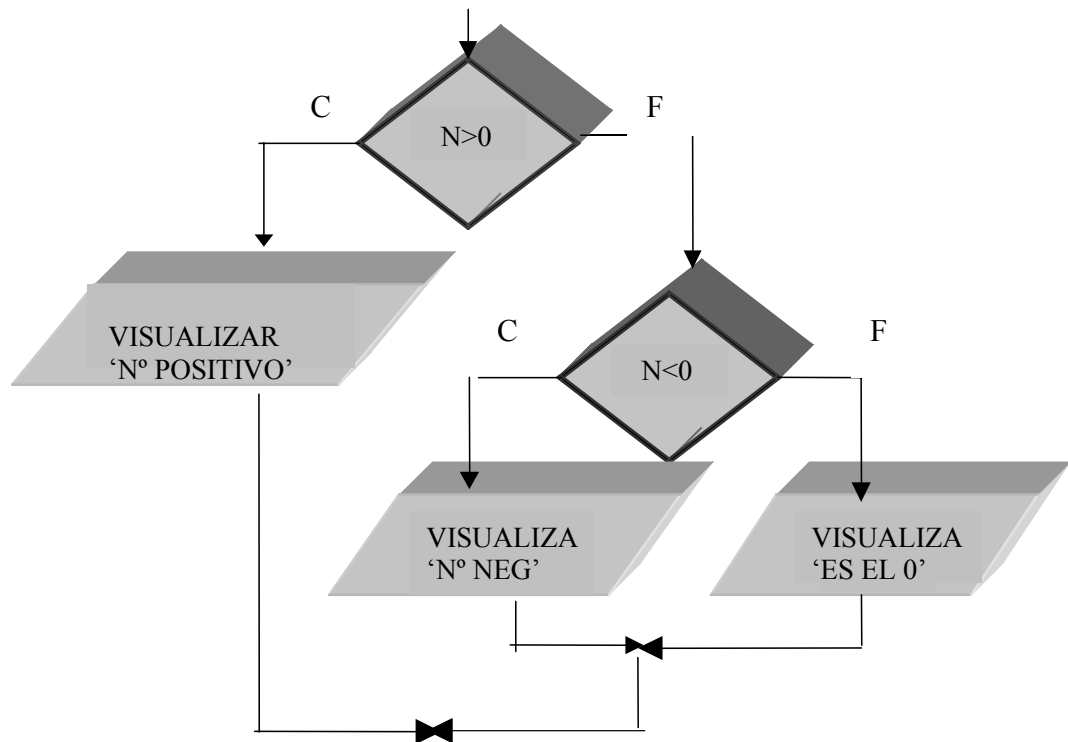 C
N>0
F
VISUALIZAR
‘Nº POSITIVO’
C
N<0
F
VISUALIZA
‘Nº NEG’
VISUALIZA
‘ES EL 0’